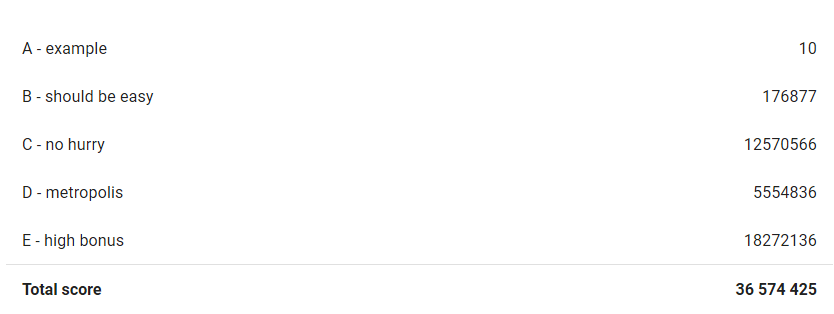 A - example 10
B - should be easy 176877
C - no hurry 12570566
D - metropolis 5554836
E - high bonus 18272136
Total score 36 574 425